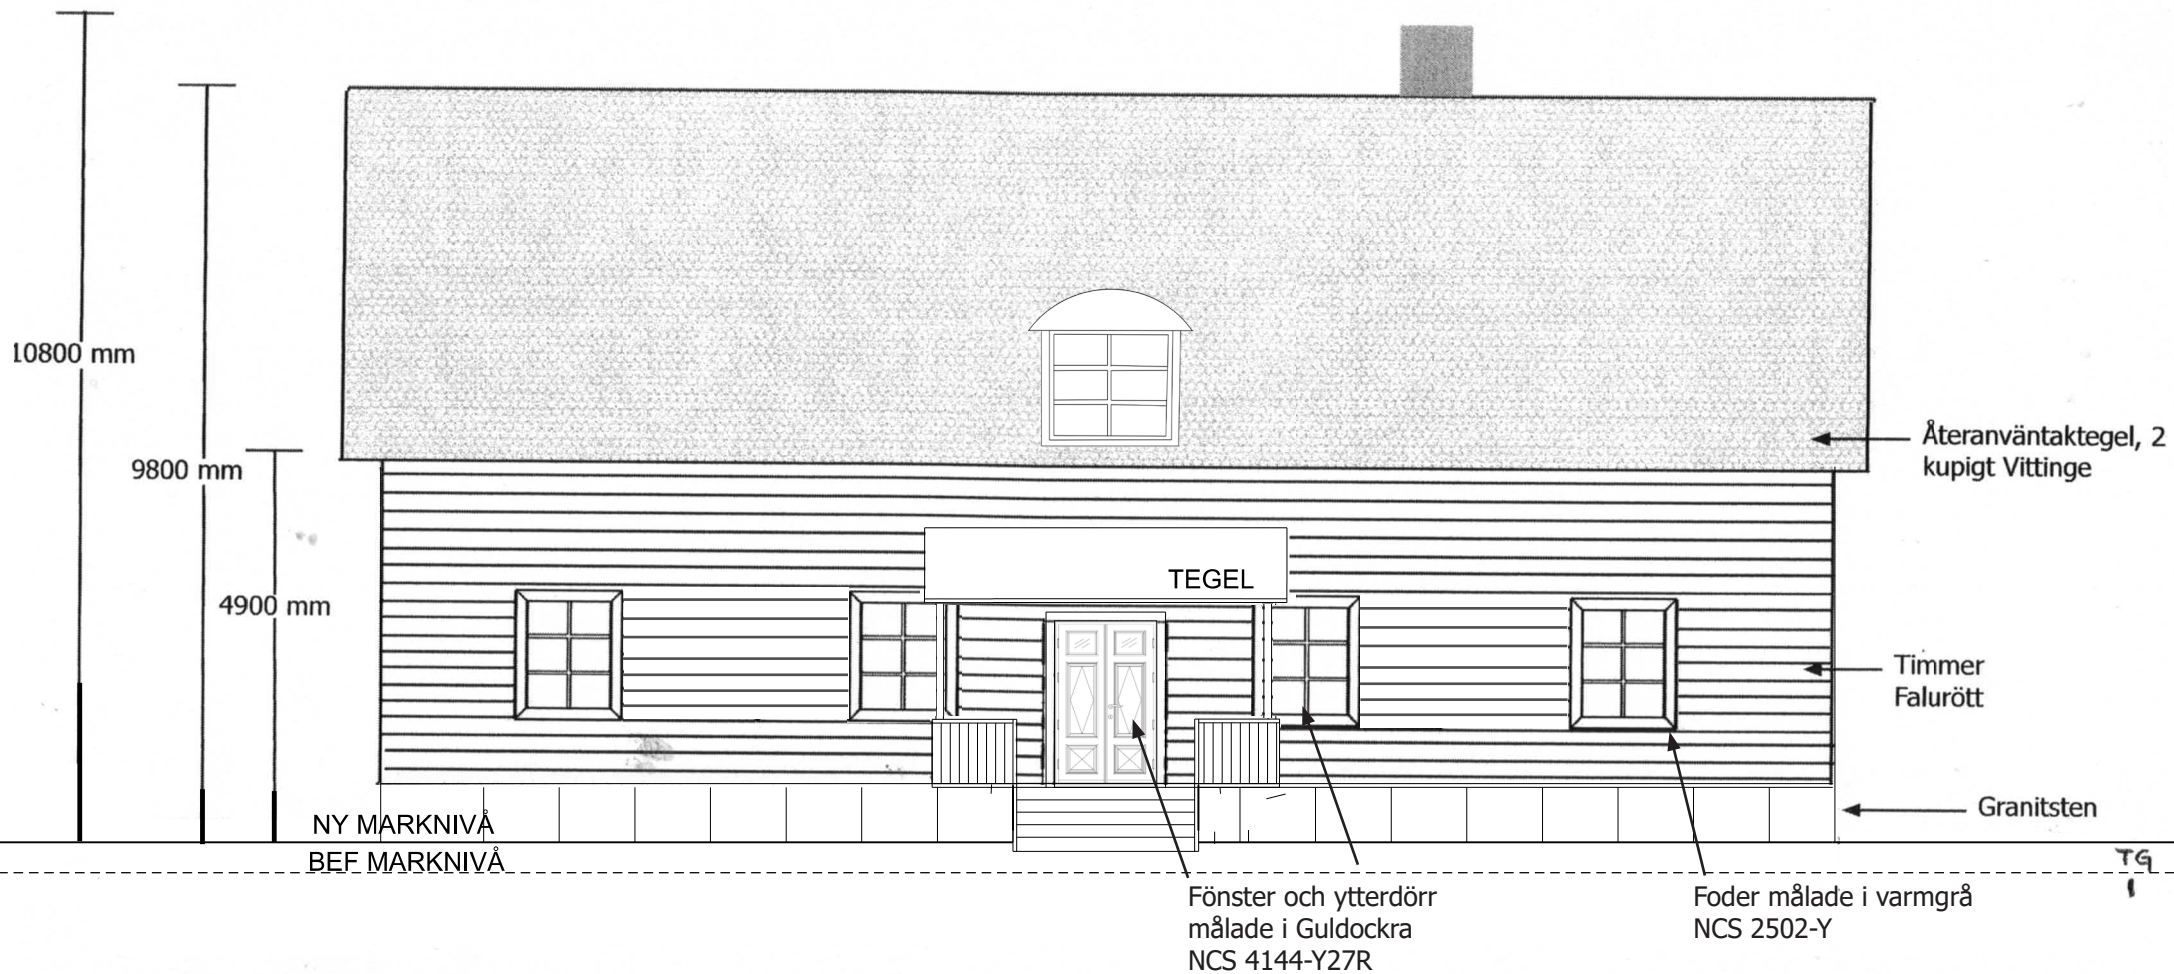 10800 mm
9800 mm
4900 mm
Återanväntaktegel, 2
kupigt Vittinge
TEGEL
Timmer
Falurött
Granitsten
NY MARKNIVÅ
BEF MARKNIVÅ
TG
1
Fönster och ytterdörr
målade i Guldockra
NCS 4144-Y27R
Foder målade i varmgrå
NCS 2502-Y